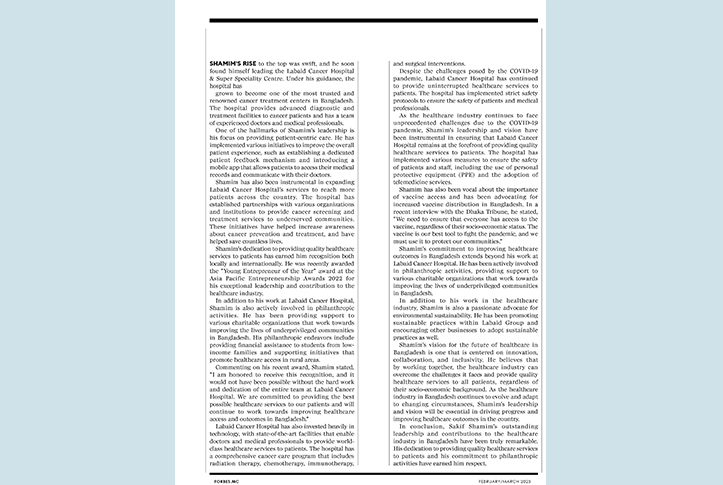 SHAMIM'S RISE to the top was swift, and he soon
found himself leading the Labaid Cancer Hospital
& Super Speciality Centre. Under his guidance, the
hospital has
grown to become one of the most trusted and
renowned cancer treatment centers in Bangladesh.
The hospital provides advanced diagnostic and
treatment facilities to cancer patients and has a team
of experienced doctors and medical professionals.
One of the hallmarks of Shamim's leadership is
his focus on providing patient-centric care. He has
implemented various initiatives to improve the overall
patient experience, such as establishing a dedicated
patient feedback mechanism and introducing a
mobile app that allows patients to access their medical
records and communicate with their doctors.
Shamim has also been instrumental in expanding
Labaid Cancer Hospital's services to reach more
patients across the country. The hospital has
established partnerships with various organisations
and institutions to provide cancer screening and
treatment services to underserved communities.
These initiatives have helped increase awareness
about cancer prevention and treatment, and have
helped save countless lives.
Shamim's dedication to providing quality healthcare
services to patients has earned him recognition both
locally and internationally. He was recently awarded
the "Young Entrepreneur of the Year" award at the
Asia Pacific Entrepreneurship Awards 2022 for
his exceptional leadership and contribution to the
healthcare industry.
In addition to his work at Labaid Cancer Hospital,
Shamim is also actively involved in philanthropic
activities. He has been providing support to
various charitable organizations that work towards
improving the lives of underprivileged communities
in Bangladesh. His philanthropic endeavors include
providing financial assistance to students from low-
income families and supporting initiatives that
promote healthcare access in rural areas.
Commenting on his recent award, Shamim stated,
"I am honored to receive this recognition, and it
would not have been possible without the hard work
and dedication of the entire team at Labaid Cancer
Hospital. We are committed to providing the best
possible healthcare services to our patients and will
continue to work towards improving healthcare
access and outcomes in Bangladesh."
Labaid Cancer Hospital has also invested heavily in
technology, with state-of-the-art facilities that enable
doctors and medical professionals to provide world-
class healthcare services to patients. The hospital has
a comprehensive cancer care program that includes
radiation therapy, chemotherapy, immunotherapy,
and surgical interventions.
Despite the challenges posed by the COVID-19
pandemic, Labaid Cancer Hospital has continued
to provide uninterrupted healthcare services to
patients. The hospital has implemented strict safety
protocols to ensure the safety of patients and medical
professionals.
As the healthcare industry continues to face
unprecedented challenges due to the COVID-19
pandemic, Shamim's leadership and vision have
been instrumental in ensuring that Labaid Cancer
Hospital remains at the forefront of providing quality
healthcare services to patients. The hospital has
implemented various measures to ensure the safety
of patients and staff, including the use of personal
protective equipment (PPE) and the adoption of
telemedicine services.
Shamim has also been vocal about the importance
of vaccine access and has been advocating for
increased vaccine distribution in Bangladesh. In a
recent interview with the Dhaka Tribune, he stated,
"We need to ensure that everyone has access to the
vaccine, regardless of their socio-economic status. The
vaccine is our best tool to fight the pandemic, and we
must use it to protect our communities."
Shamim's commitment to improving healthcare
outcomes in Bangladesh extends beyond his work at
Labaid Cancer Hospital. He has been actively involved
in philanthropic activities, providing support to
various charitable organizations that work towards
improving the lives of underprivileged communities
in Bangladesh.
In addition to his work in the healthcare
industry, Shamim is also a passionate advocate for
environmental sustainability. He has been promoting
sustainable practices within Labaid Group and
encouraging other businesses to adopt sustainable
practices as well.
Shamim's vision for the future of healthcare in
Bangladesh is one that is centered on innovation,
collaboration, and inclusivity. He believes that
by working together, the healthcare industry can
overcome the challenges it faces and provide quality
healthcare services to all patients, regardless of
their socio-economic background. As the healthcare
industry in Bangladesh continues to evolve and adapt
to changing circumstances, Shamim's leadership
and vision will be essential in driving progress and
improving healthcare outcomes in the country.
In conclusion, Sakif Shamim's outstanding
leadership and contributions to the healthcare
industry in Bangladesh have been truly remarkable.
His dedication to providing quality healthcare services
to patients and his commitment to philanthropic
activities have earned him respect.
FORBES.MC
FEBRUARY/MARCH 2023